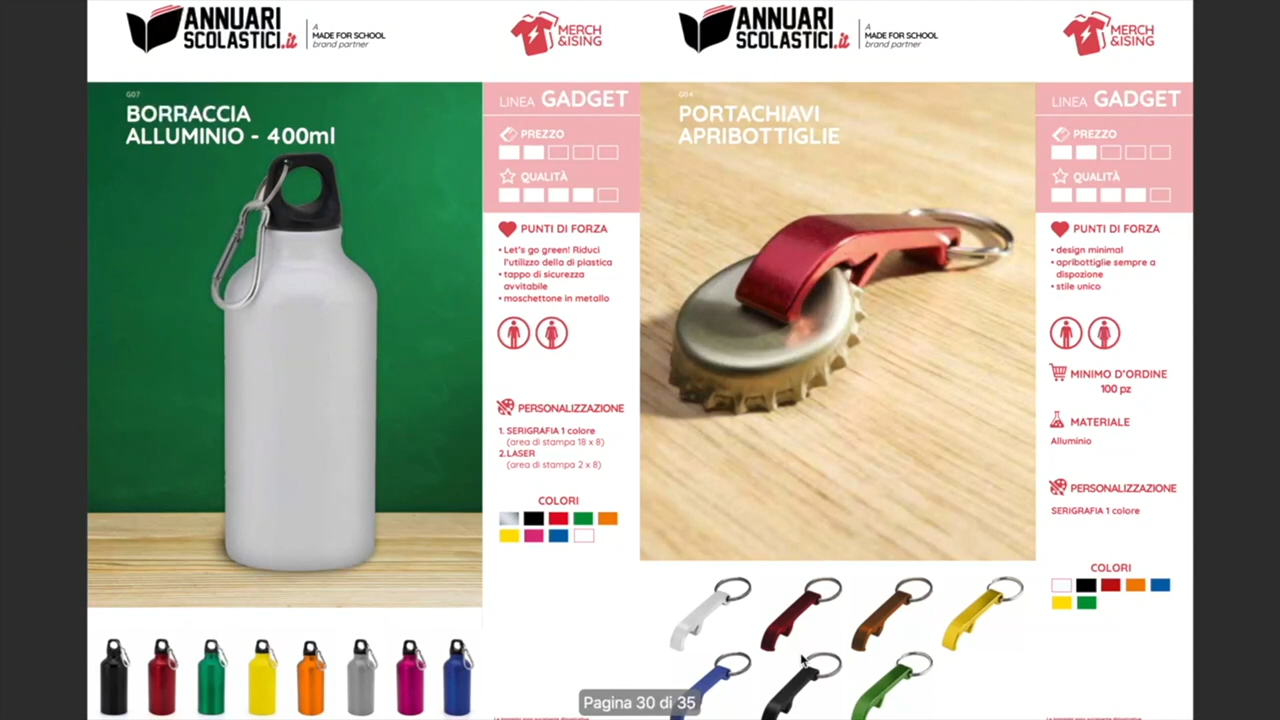 ANNUARI
SCOLASTICI.it
A
MADE FOR SCHOOL
brand partner
MERCH
&ISING
G07
BORRACCIA
ALLUMINIO - 400ml
LINEA GADGET
PREZZO
QUALITÀ
PUNTI DI FORZA
• Let's go green! Riduci
l'utilizzo della di plastica
• tappo di sicurezza
avvitabile
• moschettone in metallo
PERSONALIZZAZIONE
1. SERIGRAFIA 1 colore
(area di stampa 18 x 8)
2. LASER
(area di stampa 2 x 8)
COLORI
ANNUARI
SCOLASTICI.it
A
MADE FOR SCHOOL
brand partner
MERCH
&ISING
G04
PORTACHIAVI
APRIBOTTIGLIE
LINEA GADGET
PREZZO
QUALITÀ
PUNTI DI FORZA
• design minimal
• apribottiglie sempre a
dispozione
• stile unico
MINIMO D'ORDINE
100 pz
MATERIALE
Alluminio
PERSONALIZZAZIONE
SERIGRAFIA 1 colore
COLORI
Pagina 30 di 35